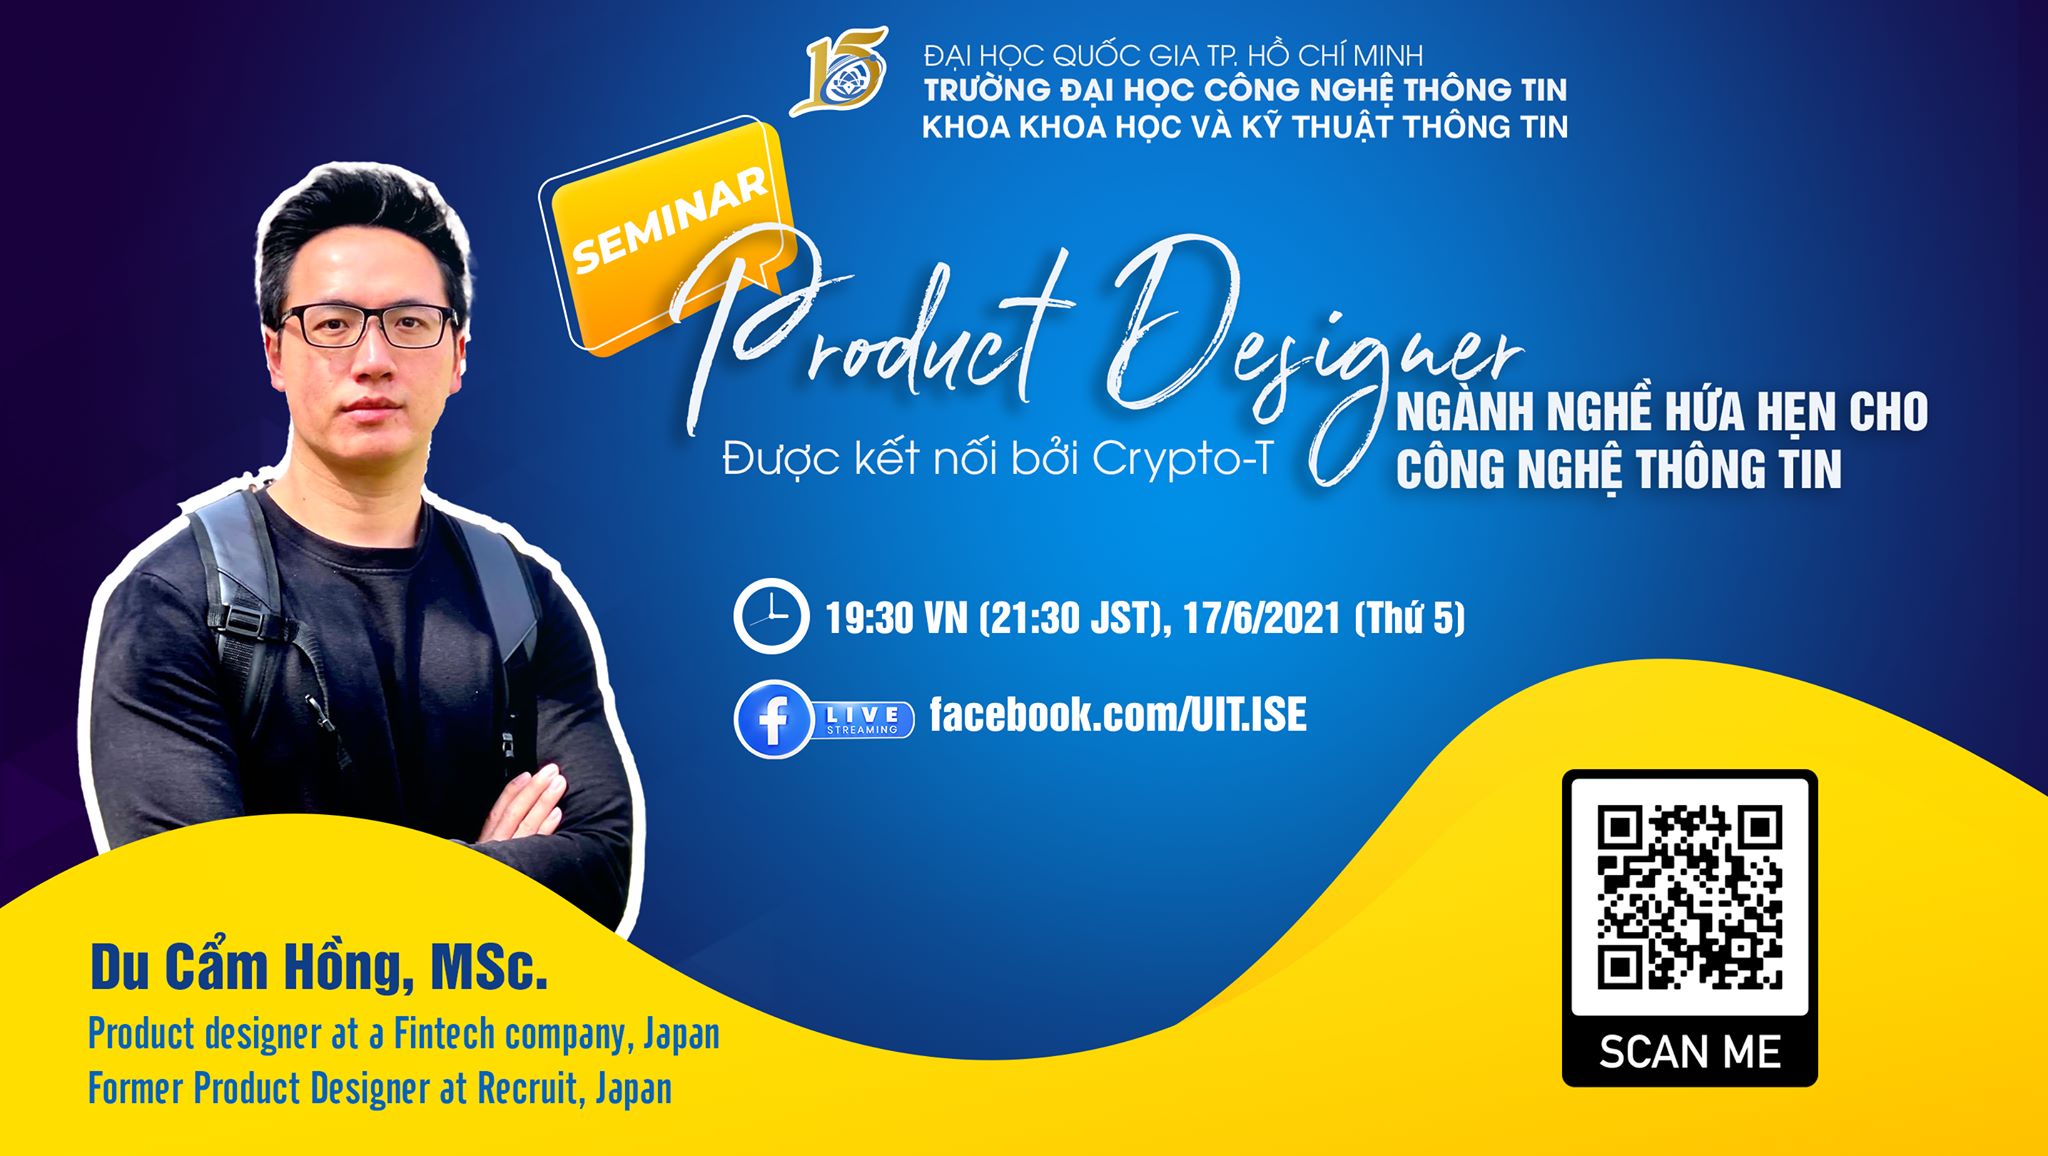 15
ĐẠI HỌC QUỐC GIA TP. HỒ CHÍ MINH
TRƯỜNG ĐẠI HỌC CÔNG NGHỆ THÔNG TIN
KHOA KHOA HỌC VÀ KỸ THUẬT THÔNG TIN
SEMINAR
Product Designer
NGÀNH NGHỀ HỨA HẸN CHO
CÔNG NGHỆ THÔNG TIN
Được kết nối bởi Crypto-T
19:30 VN (21:30 JST), 17/6/2021 (Thứ 5)
f LIVE
STREAMING
facebook.com/UIT.ISE
Du Cẩm Hồng, MSc.
Product designer at a Fintech company, Japan
Former Product Designer at Recruit, Japan
SCAN ME